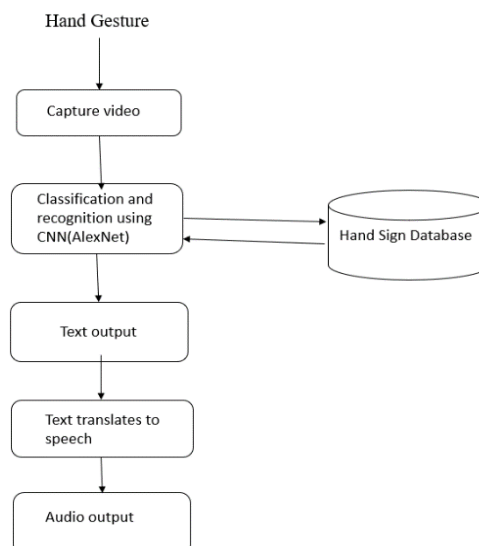 Hand Gesture
Capture video
Classification and
recognition using
CNN(AlexNet)
Hand Sign Database
Text output
Text translates to
speech
Audio output